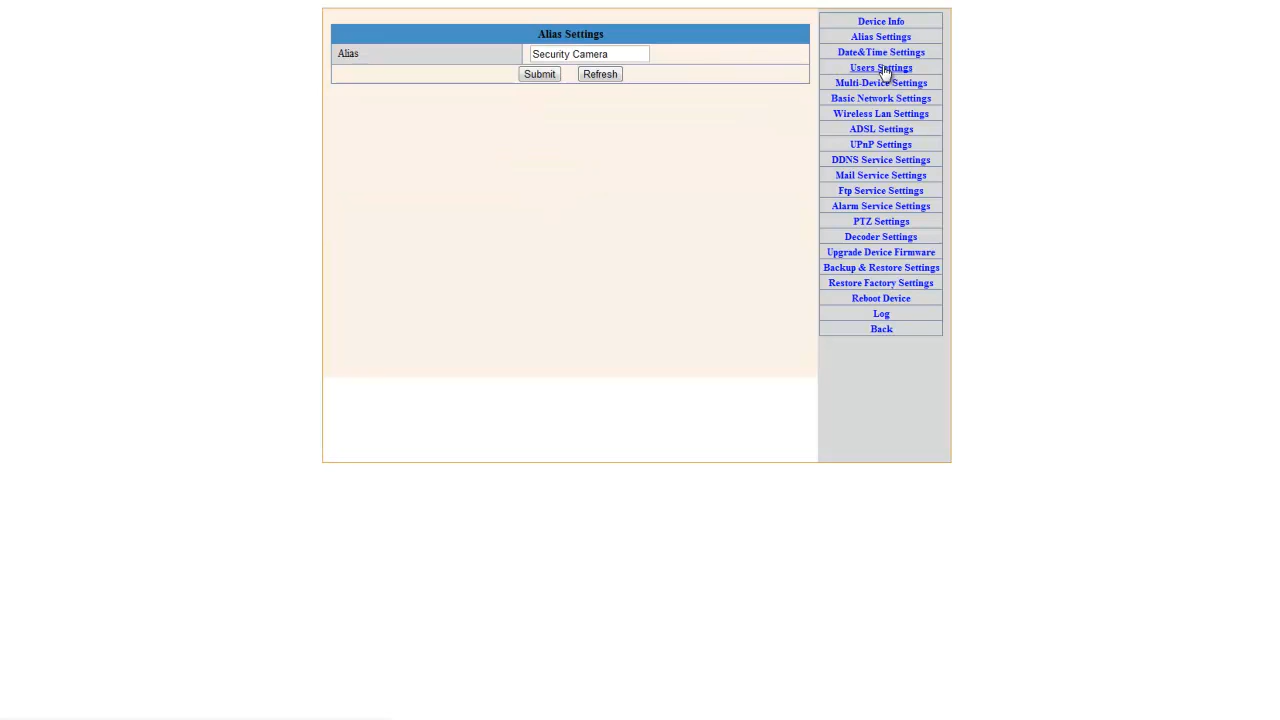 Alias Settings
Alias
Security Camera
Submit
Refresh
Device Info
Alias Settings
Date&Time Settings
Users Settings
Multi-Device Settings
Basic Network Settings
Wireless Lan Settings
ADSL Settings
UPnP Settings
DDNS Service Settings
Mail Service Settings
Ftp Service Settings
Alarm Service Settings
PTZ Settings
Decoder Settings
Upgrade Device Firmware
Backup & Restore Settings
Restore Factory Settings
Reboot Device
Log
Back